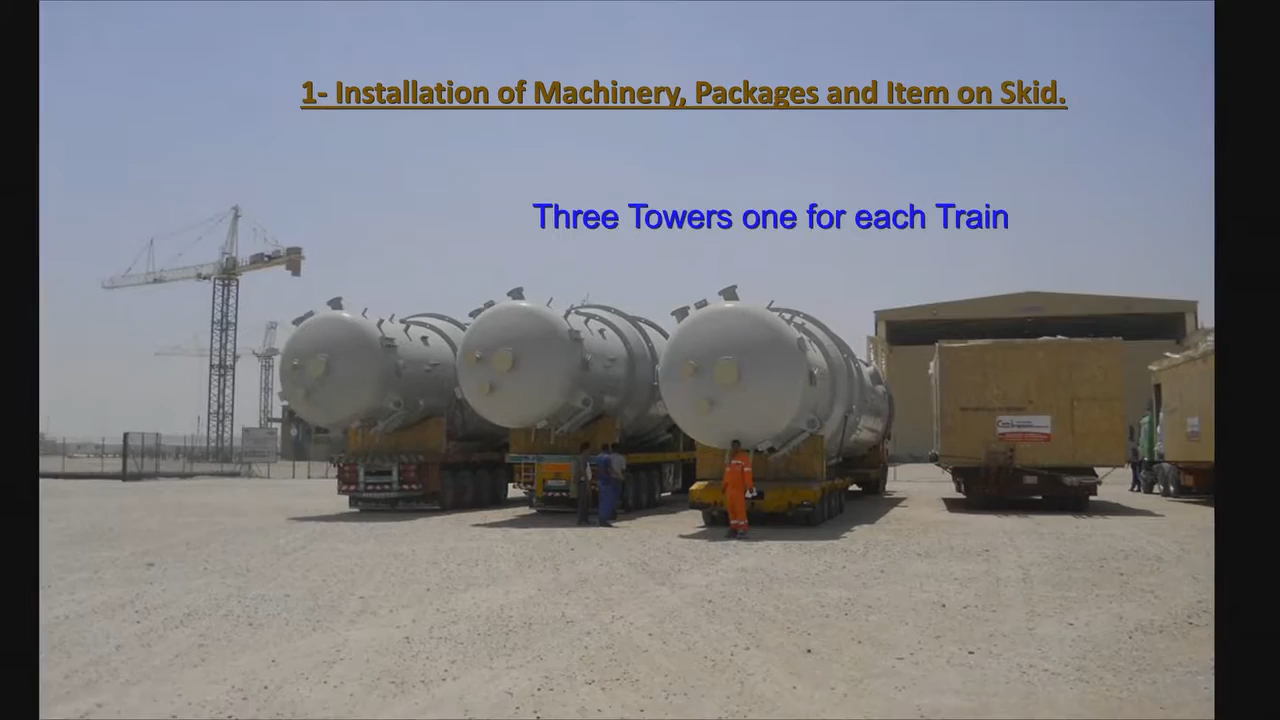 1- Installation of Machinery, Packages and Item on Skid.
Three Towers one for each Train